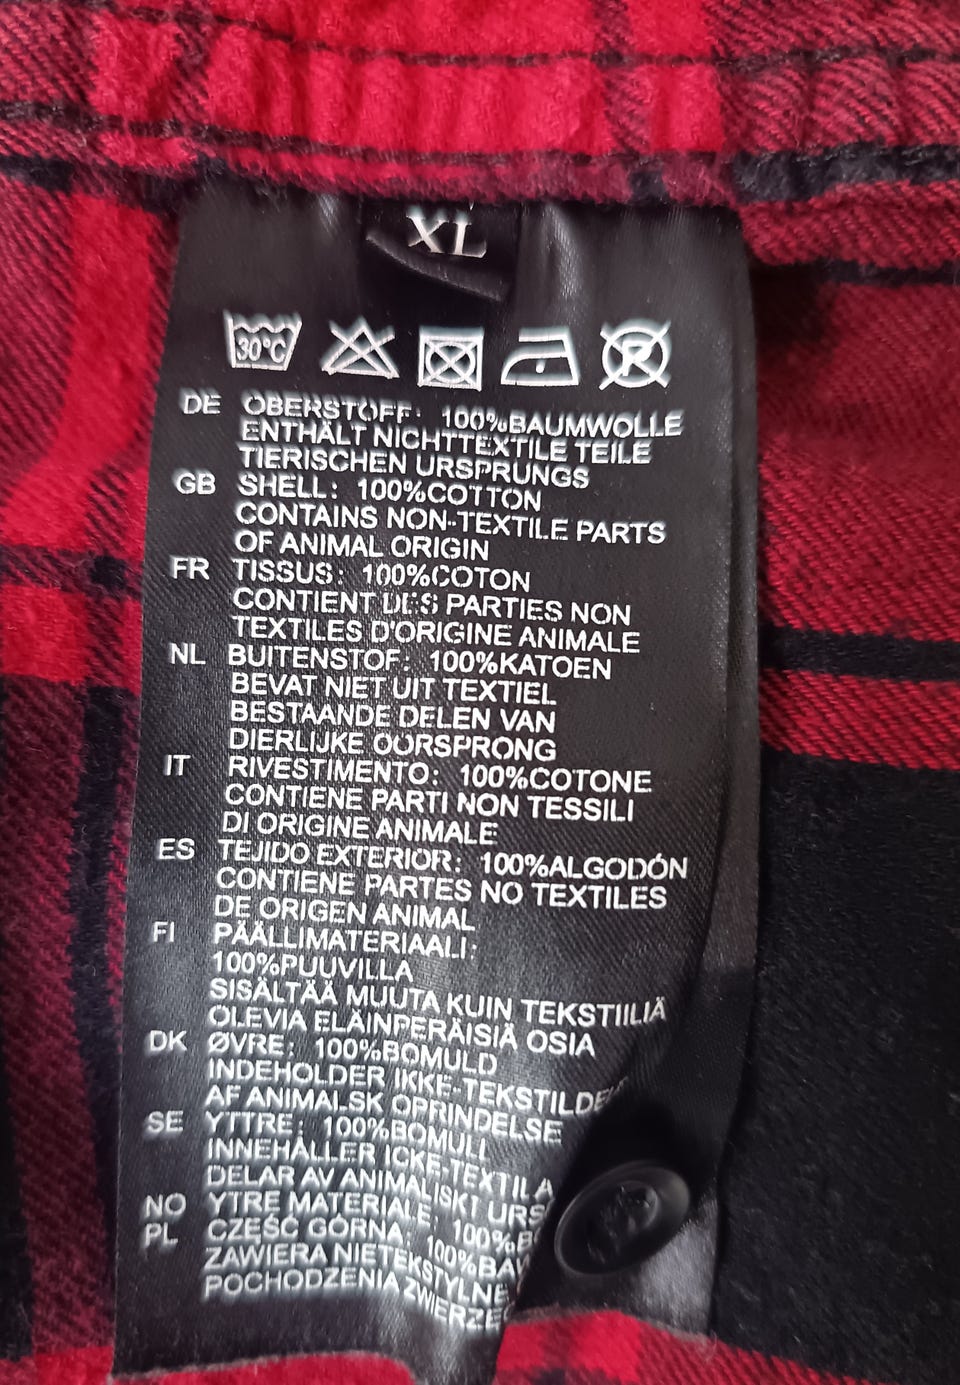 XL
30°C
DE OBERSTOFF: 100%BAUMWOLLE
ENTHÄLT NICHTTEXTILE TEILE
TIERISCHEN URSPRUNGS
GB SHELL: 100%COTTON
CONTAINS NON-TEXTILE PARTS
OF ANIMAL ORIGIN
FR TISSUS: 100%COTON
CONTIENT DES PARTIES NON
TEXTILES D'ORIGINE ANIMALE
NL BUITENSTOF: 100%KATOEN
BEVAT NIET UIT TEXTIEL
BESTAANDE DELEN VAN
DIERLIJKE OORSPRONG
IT RIVESTIMENTO: 100%COTONE
CONTIENE PARTI NON TESSILI
DI ORIGINE ANIMALE
ES TEJIDO EXTERIOR: 100%ALGODÓN
CONTIENE PARTES NO TEXTILES
DE ORIGEN ANIMAL
FI PÄÄLLIMATERIAALI:
100%PUUVILLA
SISÄLTÄÄ MUUTA KUIN TEKSTIILIÄ
OLEVIA ELÄINPERÄISIÄ OSIA
DK ØVRE: 100%BOMULD
INDEHOLDER IKKE-TEKSTILDE
AF ANIMALSK OPRINDELSE
SE YTTRE: 100%BOMULL
INNEHÅLLER ICKE-TEXTILA
DELAR AV ANIMALISKT URS
NO YTRE MATERIALE: 100%B
PL CZĘŚĆ GÓRNA: 100%BAW
ZAWIERA NIETEKSTYLNE
POCHODZENIA ZWIERZĘC